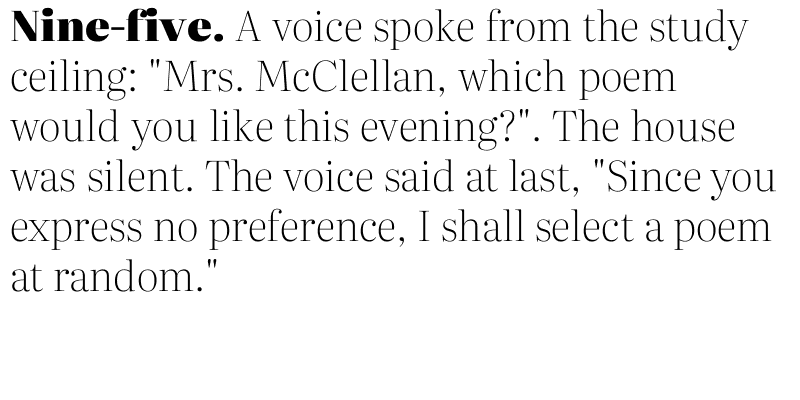 Nine-five. A voice spoke from the study
ceiling: "Mrs. McClellan, which poem
would you like this evening?". The house
was silent. The voice said at last, "Since you
express no preference, I shall select a poem
at random."